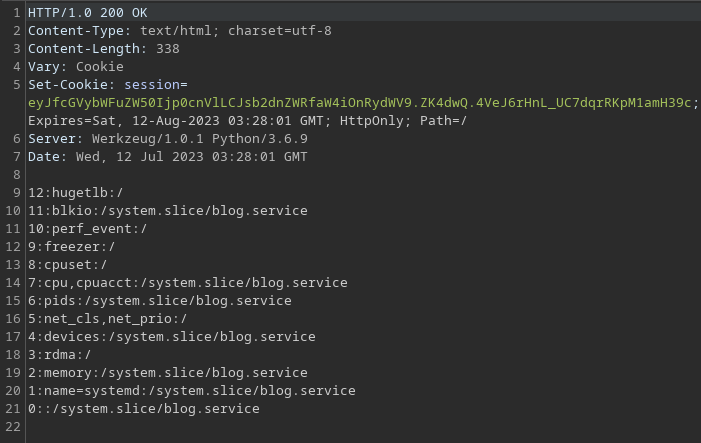 1 HTTP/1.0 200 OK
2 Content-Type: text/html; charset=utf-8
3 Content-Length: 338
4 Vary: Cookie
5 Set-Cookie: session=
eyJfcGVybWFuZW50Ijp0cnVlLCJsb2dnZWRfaW4iOnRydWV9.ZK4dwQ.4VeJ6rHnL_UC7dqrRKpM1amH39c;
Expires=Sat, 12-Aug-2023 03:28:01 GMT; HttpOnly; Path=/
6 Server: Werkzeug/1.0.1 Python/3.6.9
7 Date: Wed, 12 Jul 2023 03:28:01 GMT
8
9 12:hugetlb:/
10 11:blkio:/system.slice/blog.service
11 10:perf_event:/
12 9:freezer:/
13 8:cpuset:/
14 7:cpu,cpuacct:/system.slice/blog.service
15 6:pids:/system.slice/blog.service
16 5:net_cls,net_prio:/
17 4:devices:/system.slice/blog.service
18 3:rdma:/
19 2:memory:/system.slice/blog.service
20 1:name=systemd:/system.slice/blog.service
21 0::/system.slice/blog.service
22